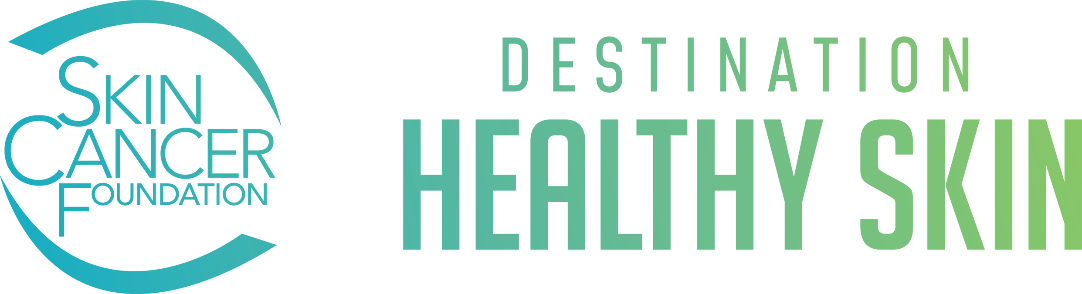 SKIN
CANCER
FOUNDATION
DESTINATION
HEALTHY SKIN